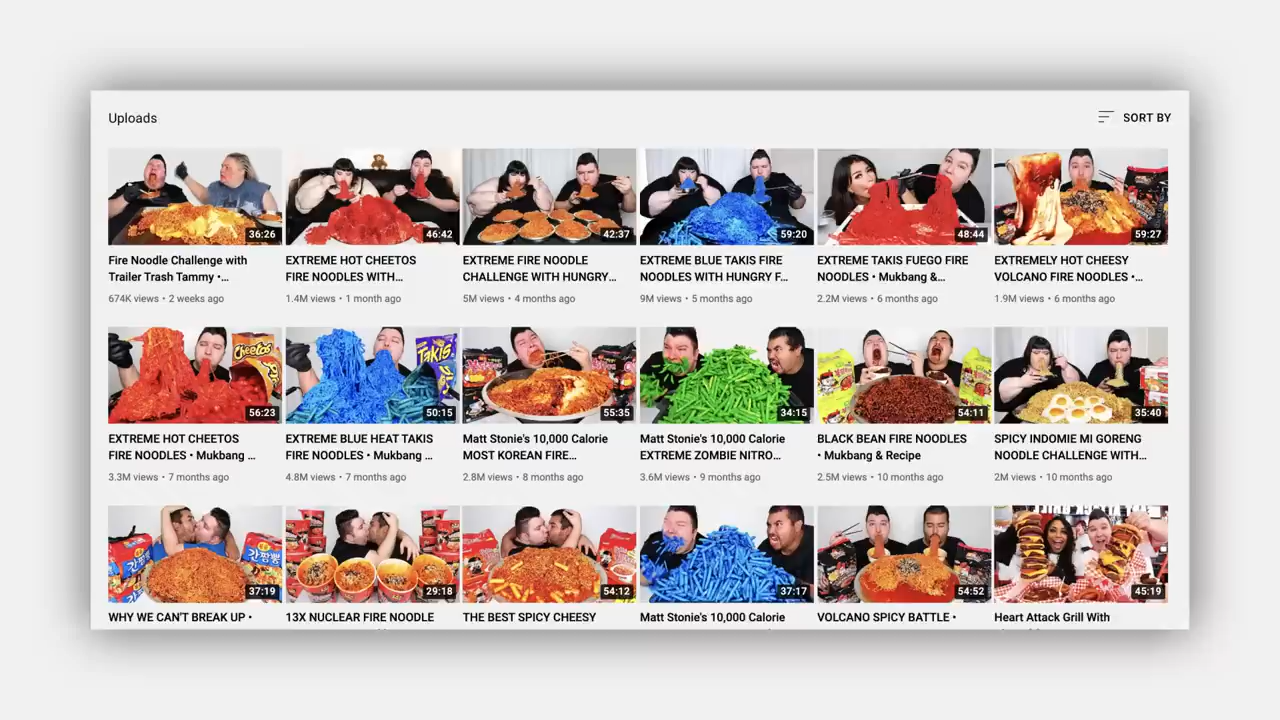 Uploads
SORT BY
36:26
46:42
42:37
59:20
48:44
59:27
Fire Noodle Challenge with
Trailer Trash Tammy •...
674K views • 2 weeks ago
EXTREME HOT CHEETOS
FIRE NOODLES WITH...
1.4M views • 1 month ago
EXTREME FIRE NOODLE
CHALLENGE WITH HUNGRY...
5M views • 4 months ago
EXTREME BLUE TAKIS FIRE
NOODLES WITH HUNGRY F...
9M views • 5 months ago
EXTREME TAKIS FUEGO FIRE
NOODLES • Mukbang &...
2.2M views • 6 months ago
EXTREMELY HOT CHEESY
VOLCANO FIRE NOODLES •...
1.9M views • 6 months ago
Cheetos
56:23
TAKIS
50:15
55:35
34:15
54:11
35:40
EXTREME HOT CHEETOS
FIRE NOODLES • Mukbang ...
3.3M views • 7 months ago
EXTREME BLUE HEAT TAKIS
FIRE NOODLES • Mukbang ...
4.8M views • 7 months ago
Matt Stonie's 10,000 Calorie
MOST KOREAN FIRE...
2.8M views • 8 months ago
Matt Stonie's 10,000 Calorie
EXTREME ZOMBIE NITRO...
3.6M views • 9 months ago
BLACK BEAN FIRE NOODLES
• Mukbang & Recipe
2.5M views • 10 months ago
SPICY INDOMIE MI GORENG
NOODLE CHALLENGE WITH...
2M views • 10 months ago
간짬뽕
간짬뽕
37:19
29:18
54:12
37:17
54:52
45:19
WHY WE CAN'T BREAK UP •
13X NUCLEAR FIRE NOODLE
THE BEST SPICY CHEESY
Matt Stonie's 10,000 Calorie
VOLCANO SPICY BATTLE •
Heart Attack Grill With